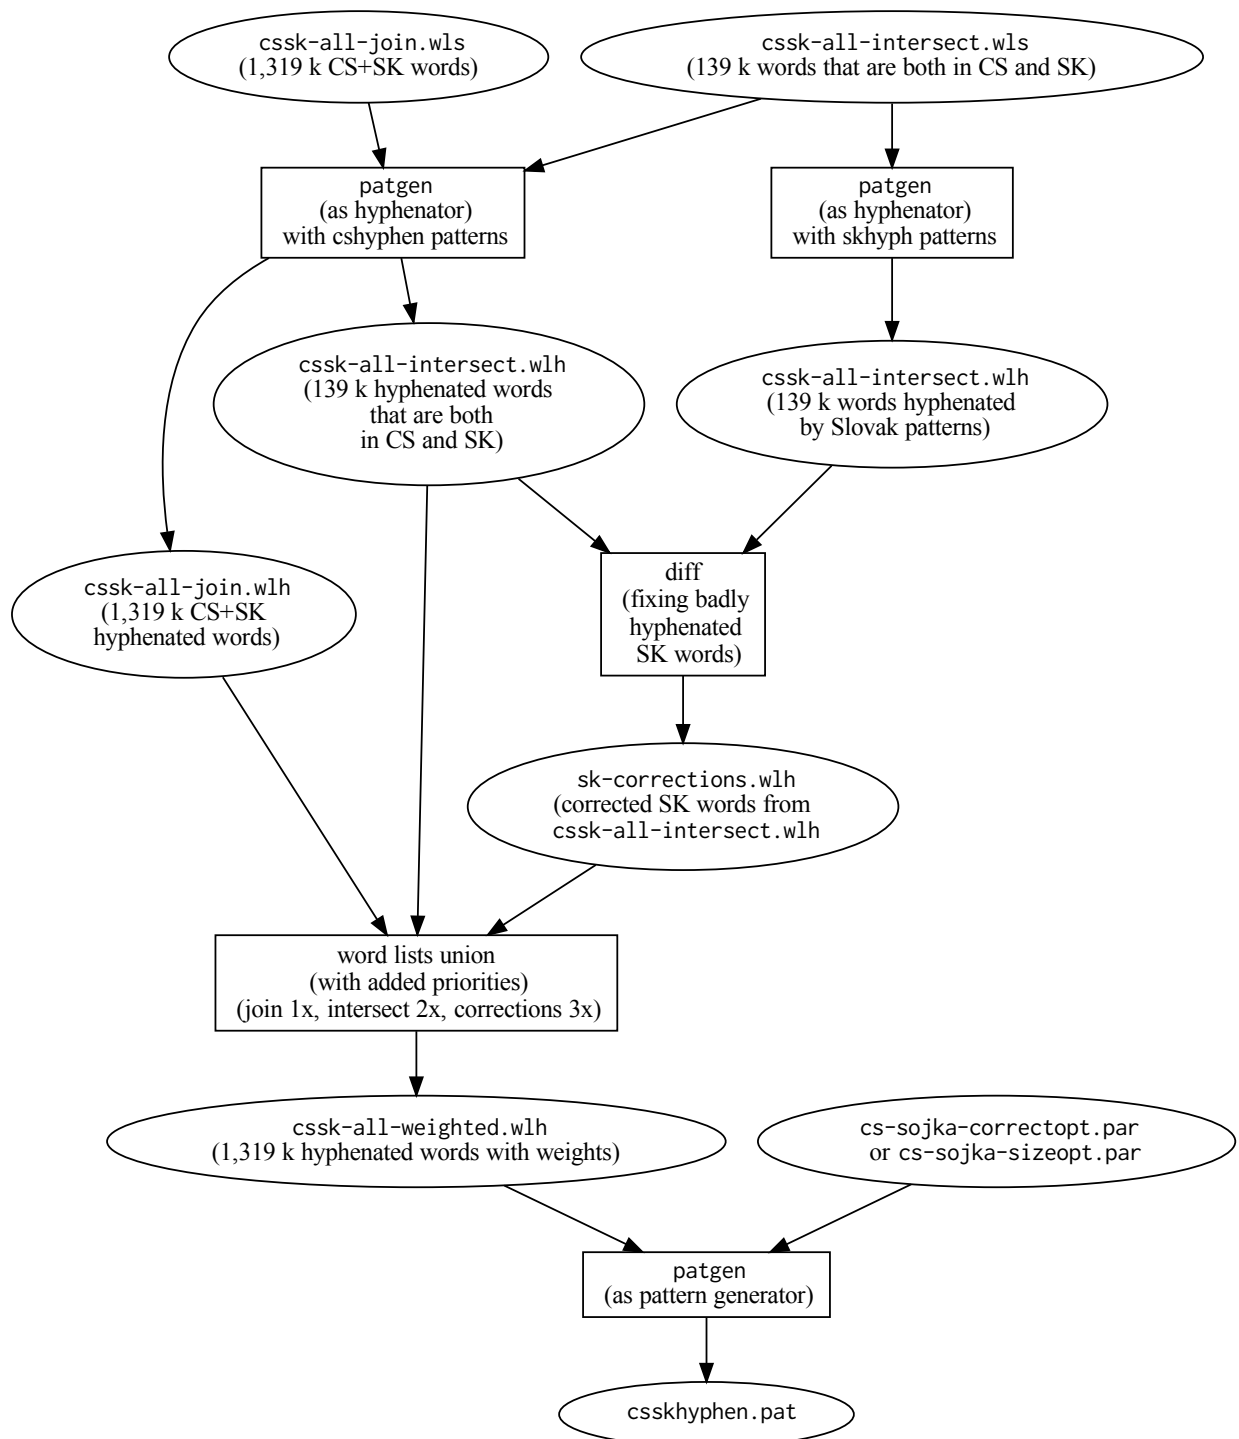 cssk-all-join.wls
(1,319 k CS+SK words)
cssk-all-intersect.wls
(139 k words that are both in CS and SK)
patgen
(as hyphenator)
with cshyphen patterns
patgen
(as hyphenator)
with skhyph patterns
cssk-all-intersect.wlh
(139 k hyphenated words
that are both
in CS and SK)
cssk-all-intersect.wlh
(139 k words hyphenated
by Slovak patterns)
cssk-all-join.wlh
(1,319 k CS+SK
hyphenated words)
diff
(fixing badly
hyphenated
SK words)
sk-corrections.wlh
(corrected SK words from
cssk-all-intersect.wlh
word lists union
(with added priorities)
(join 1x, intersect 2x, corrections 3x)
cssk-all-weighted.wlh
(1,319 k hyphenated words with weights)
cs-sojka-correctopt.par
or cs-sojka-sizeopt.par
patgen
(as pattern generator)
csskhyphen.pat